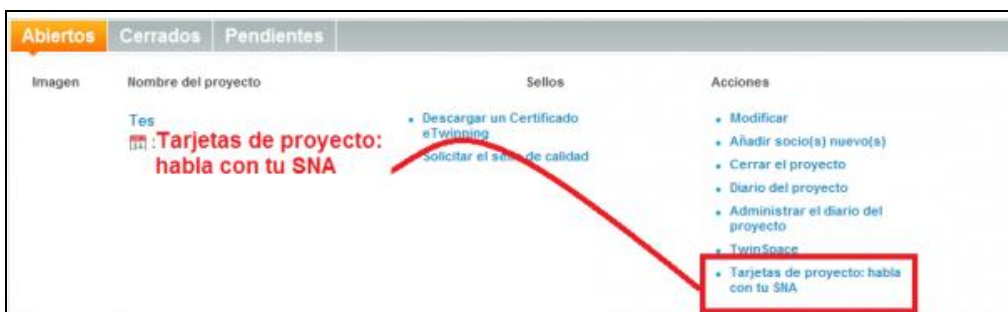 Abiertos Cerrados Pendientes
Imagen Nombre del proyecto Sellos Acciones
Tes
Tarjetas de proyecto:
habla con tu SNA
Descargar un Certificado
eTwinning
Solicitar el sello de calidad
Modificar
Añadir socio(s) nuevo(s)
Cerrar el proyecto
Diario del proyecto
Administrar el diario del
proyecto
TwinSpace
Tarjetas de proyecto: habla
con tu SNA